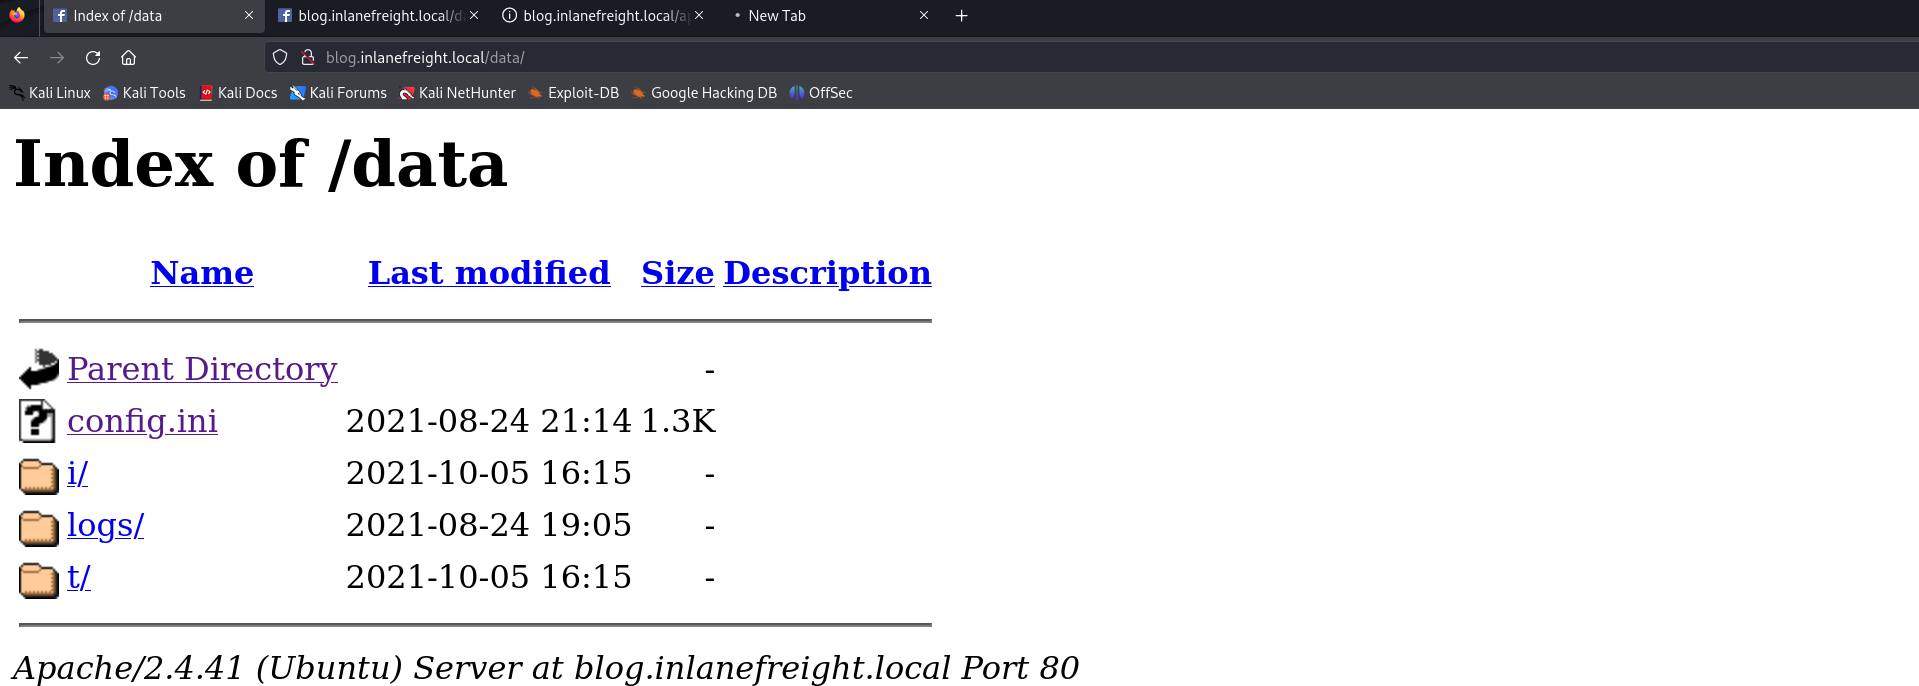 Index of /data
blog.inlanefreight.local/d
blog.inlanefreight.local/ap
New Tab
blog.inlanefreight.local/data/
Kali Linux Kali Tools Kali Docs Kali Forums Kali NetHunter Exploit-DB Google Hacking DB OffSec
Index of /data
Name Last modified Size Description
Parent Directory -
config.ini 2021-08-24 21:14 1.3K
i/ 2021-10-05 16:15 -
logs/ 2021-08-24 19:05 -
t/ 2021-10-05 16:15 -
Apache/2.4.41 (Ubuntu) Server at blog.inlanefreight.local Port 80